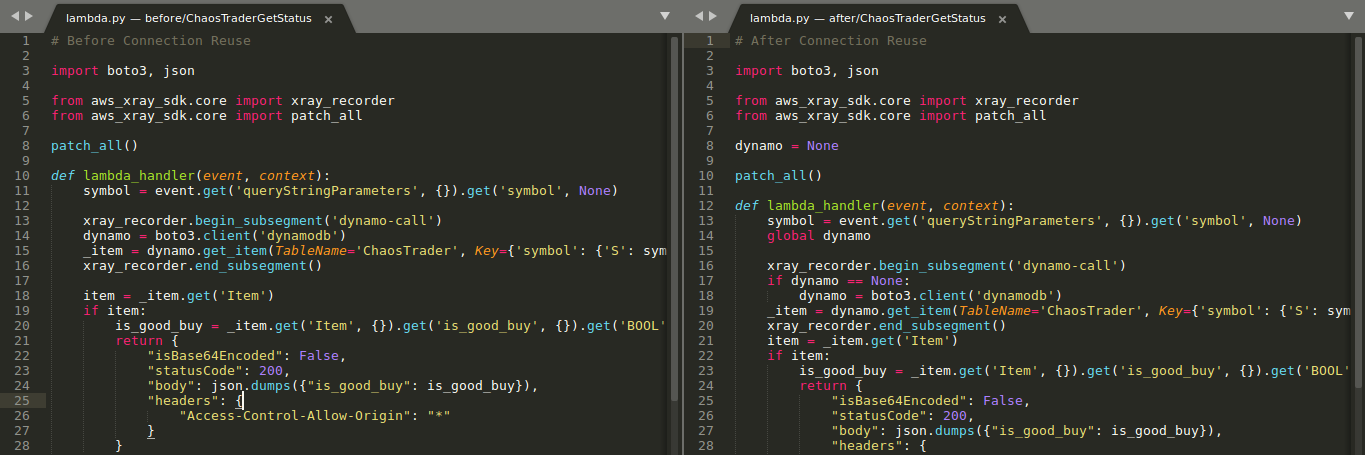 lambda.py — before/ChaosTraderGetStatus ×
1 # Before Connection Reuse
2
3 import boto3, json
4
5 from aws_xray_sdk.core import xray_recorder
6 from aws_xray_sdk.core import patch_all
7
8 patch_all()
9
10 def lambda_handler(event, context):
11     symbol = event.get('queryStringParameters', {}).get('symbol', None)
12
13     xray_recorder.begin_subsegment('dynamo-call')
14     dynamo = boto3.client('dynamodb')
15     _item = dynamo.get_item(TableName='ChaosTrader', Key={'symbol': {'S': sym
16     xray_recorder.end_subsegment()
17
18     item = _item.get('Item')
19     if item:
20         is_good_buy = _item.get('Item', {}).get('is_good_buy', {}).get('BOOL'
21         return {
22             "isBase64Encoded": False,
23             "statusCode": 200,
24             "body": json.dumps({"is_good_buy": is_good_buy}),
25             "headers": {
26                 "Access-Control-Allow-Origin": "*"
27             }
28         }
lambda.py — after/ChaosTraderGetStatus ×
1 # After Connection Reuse
2
3 import boto3, json
4
5 from aws_xray_sdk.core import xray_recorder
6 from aws_xray_sdk.core import patch_all
7
8 dynamo = None
9
10 patch_all()
11
12 def lambda_handler(event, context):
13     symbol = event.get('queryStringParameters', {}).get('symbol', None)
14     global dynamo
15
16     xray_recorder.begin_subsegment('dynamo-call')
17     if dynamo == None:
18         dynamo = boto3.client('dynamodb')
19     _item = dynamo.get_item(TableName='ChaosTrader', Key={'symbol': {'S': sym
20     xray_recorder.end_subsegment()
21     item = _item.get('Item')
22     if item:
23         is_good_buy = _item.get('Item', {}).get('is_good_buy', {}).get('BOOL'
24         return {
25             "isBase64Encoded": False,
26             "statusCode": 200,
27             "body": json.dumps({"is_good_buy": is_good_buy}),
28             "headers": {